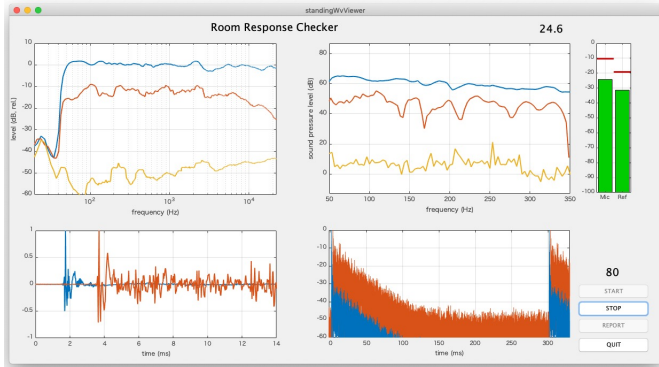 standingWvViewer
Room Response Checker
24.6
10
0
-10
-20
-30
-40
-50
-60
level [dB, rel.]
10² 10³ 10⁴
frequency (Hz)
80
60
40
20
0
sound pressure level [dB]
50 100 150 200 250 300 350
frequency (Hz)
0
-10
-20
-30
-40
-50
-60
-70
-80
-90
-100
Mic Ref
1
0.5
0
-0.5
-1
0 2 4 6 8 10 12 14
time (ms)
0
-10
-20
-30
-40
-50
-60
0 50 100 150 200 250 300
time (ms)
80
START
STOP
REPORT
QUIT